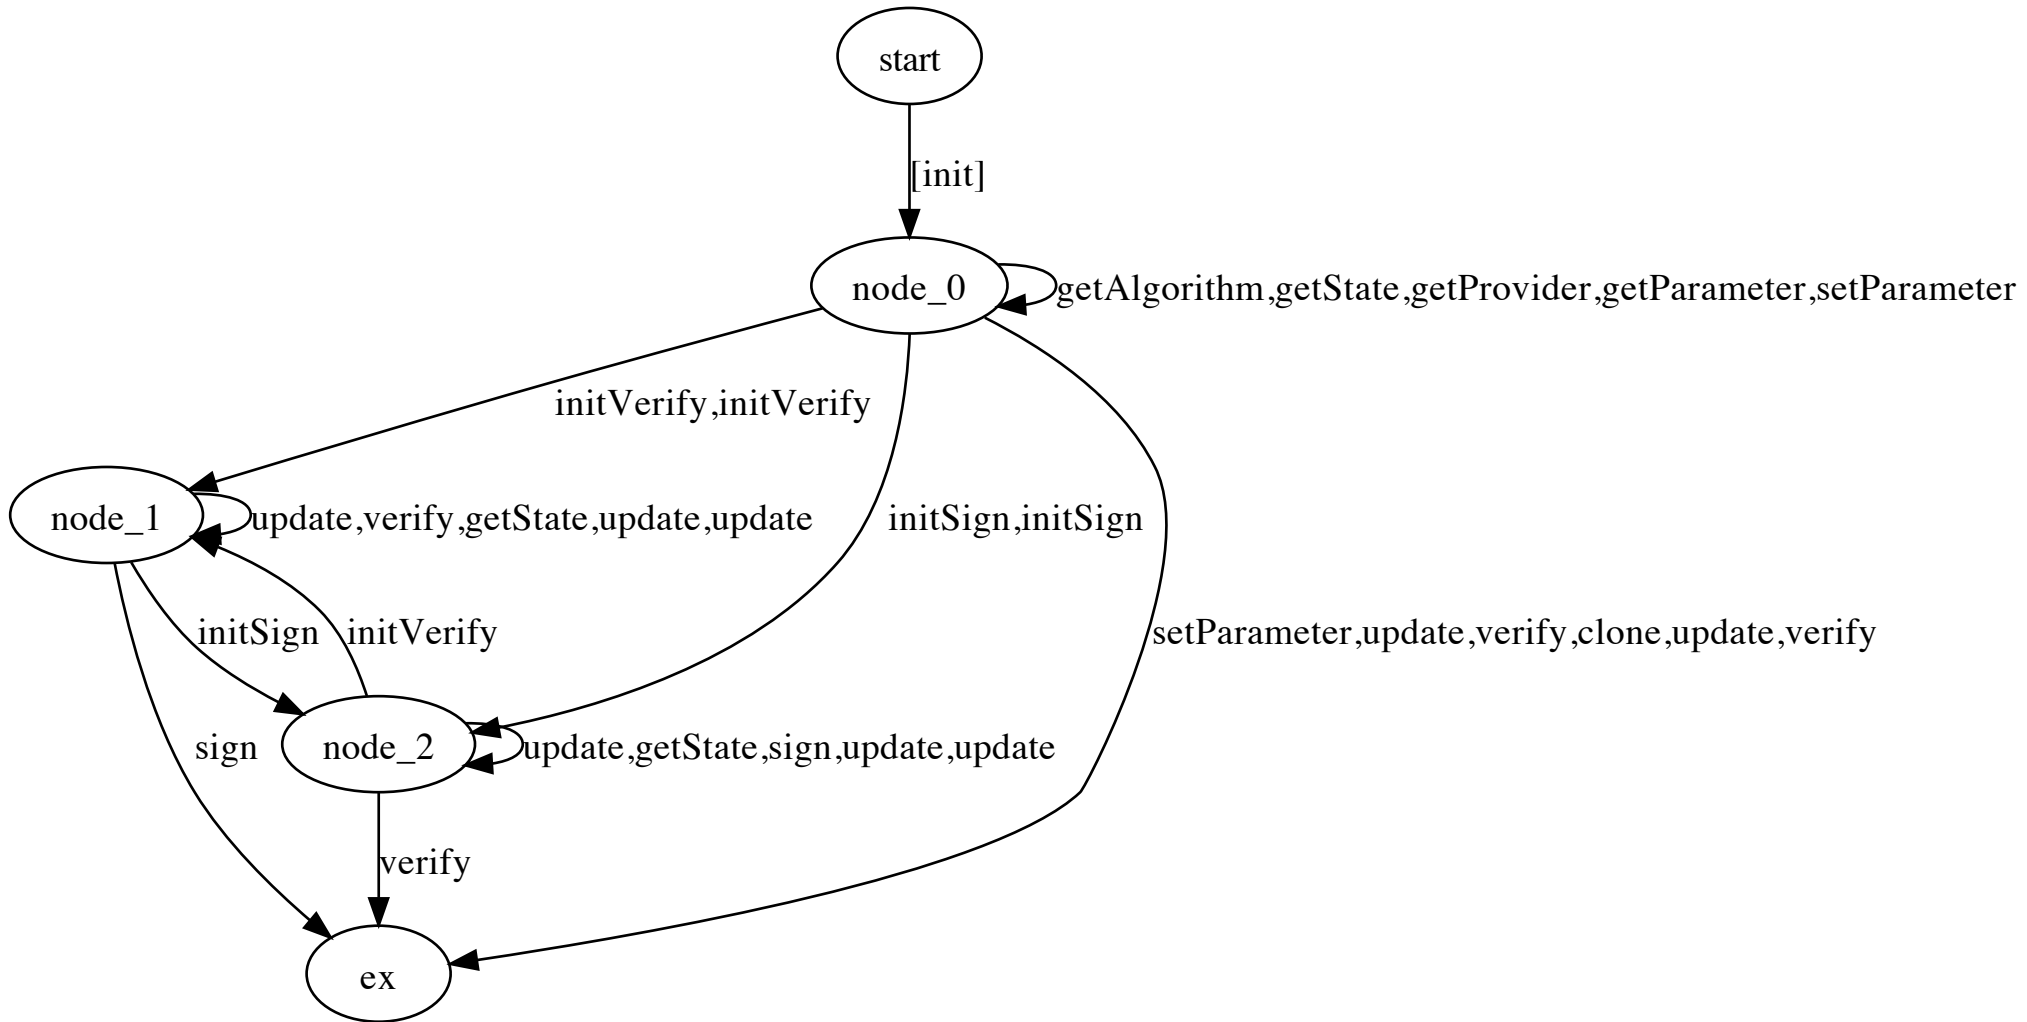 start
[init]
node_0
getAlgorithm,getState,getProvider,getParameter,setParameter
initVerify,initVerify
node_1
update,verify,getState,update,update
initSign,initSign
initSign
initVerify
setParameter,update,verify,clone,update,verify
sign
node_2
update,getState,sign,update,update
verify
ex